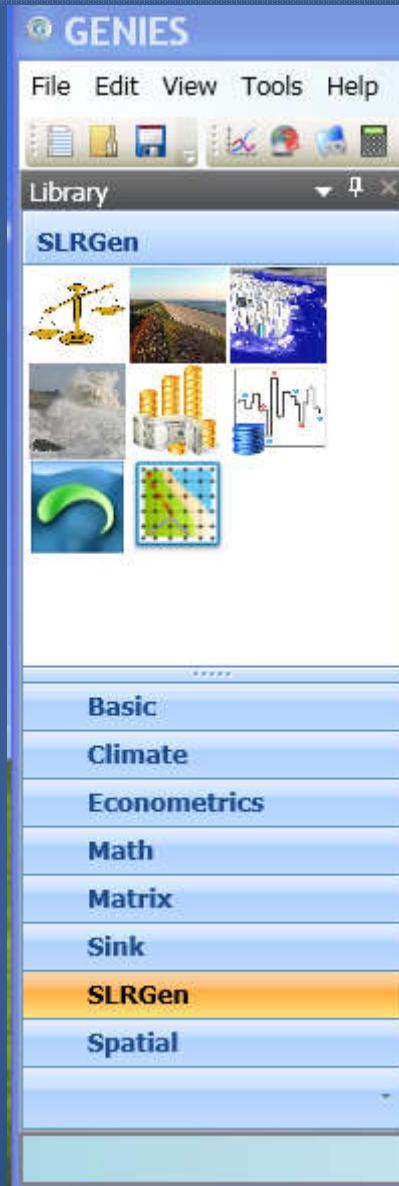 GENIES
File Edit View Tools Help
Library
SLRGen
Basic
Climate
Econometrics
Math
Matrix
Sink
SLRGen
Spatial